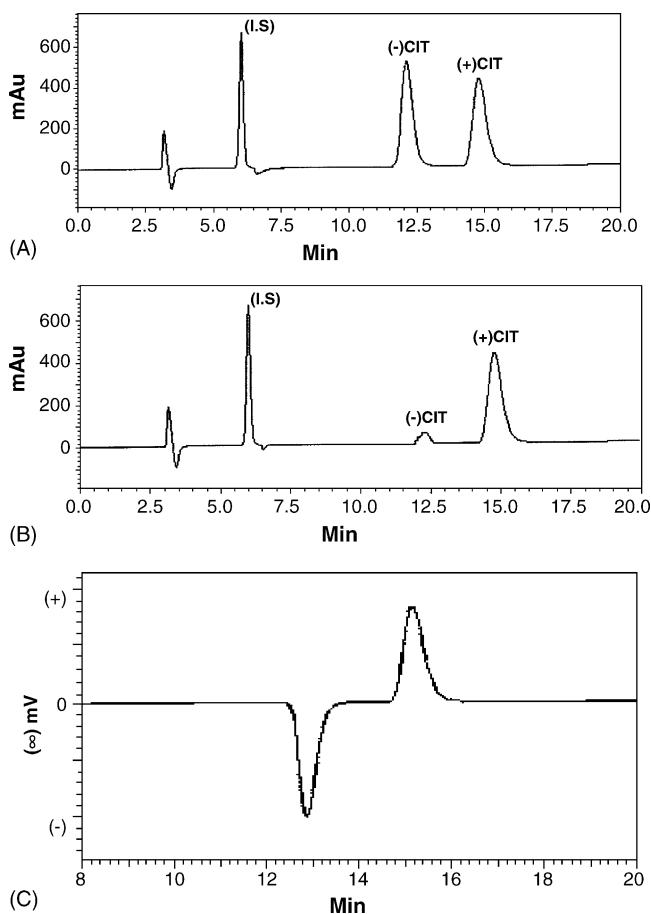 (I.S)
(-)CIT
(+)CIT
600
400
200
0
mAu
0.0 2.5 5.0 7.5 10.0 12.5 15.0 17.5 20.0
Min
(A)
(I.S)
(+)CIT
(-)CIT
600
400
200
0
mAu
0.0 2.5 5.0 7.5 10.0 12.5 15.0 17.5 20.0
Min
(B)
(+)
0
(-)
(∞) mV
8 10 12 14 16 18 20
Min
(C)